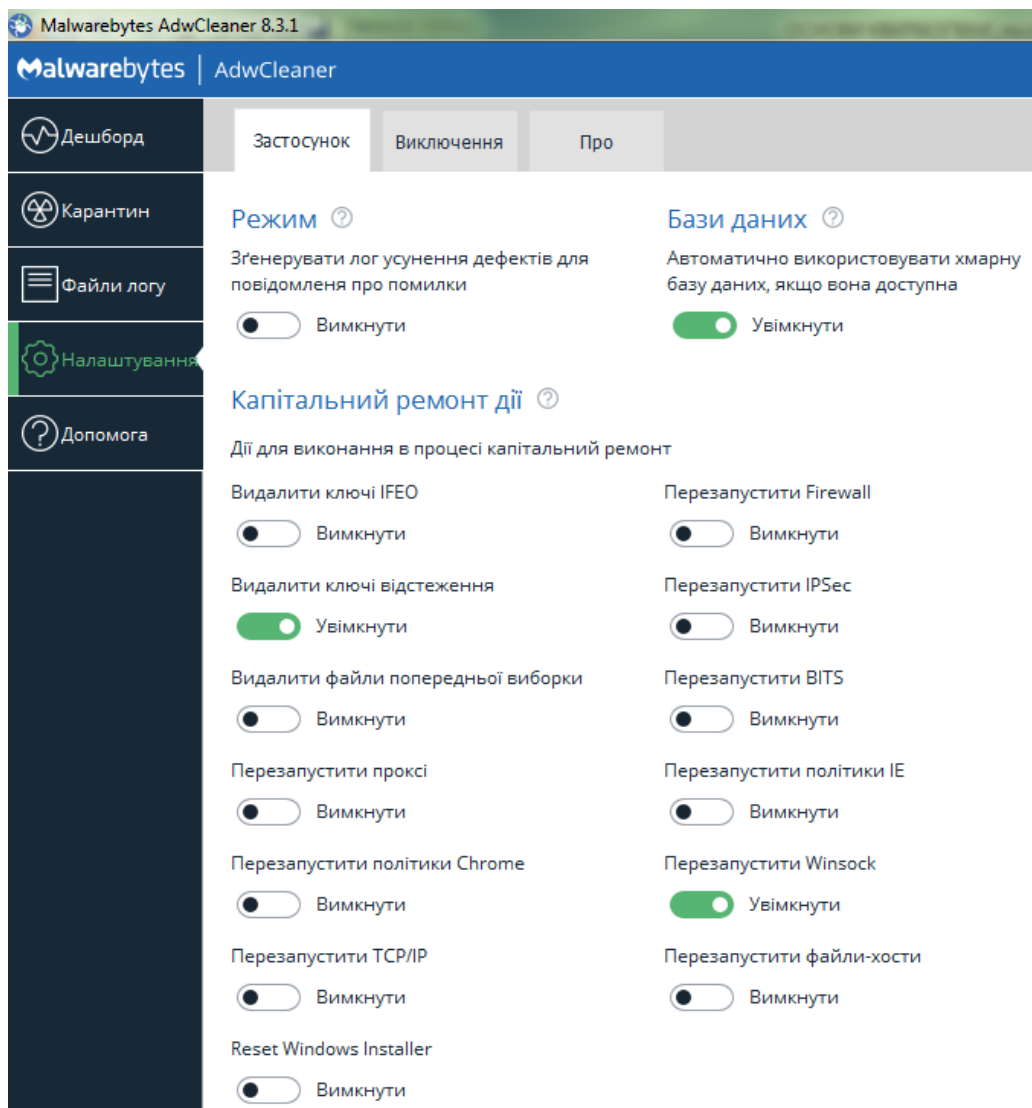 Malwarebytes AdwCleaner 8.3.1
Malwarebytes | AdwCleaner
Дешборд
Карантин
Файли логу
Налаштування
Допомога
Застосунок
Виключення
Про
Режим
Зґенерувати лог усунення дефектів для
повідомленя про помилки
Вимкнути
Бази даних
Автоматично використовувати хмарну
базу даних, якщо вона доступна
Увімкнути
Капітальний ремонт дії
Дії для виконання в процесі капітальний ремонт
Видалити ключі IFEO
Вимкнути
Перезапустити Firewall
Вимкнути
Видалити ключі відстеження
Увімкнути
Перезапустити IPSec
Вимкнути
Видалити файли попередньої виборки
Вимкнути
Перезапустити BITS
Вимкнути
Перезапустити проксі
Вимкнути
Перезапустити політики IE
Вимкнути
Перезапустити політики Chrome
Вимкнути
Перезапустити Winsock
Увімкнути
Перезапустити TCP/IP
Вимкнути
Перезапустити файли-хости
Вимкнути
Reset Windows Installer
Вимкнути